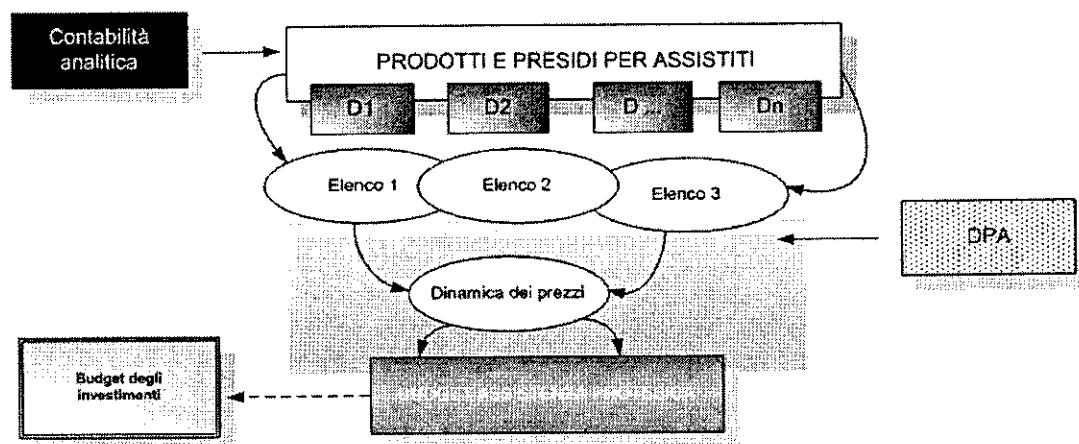 Contabilità
analitica
PRODOTTI E PRESIDI PER ASSISTITI
D1
D2
D ...
Dn
Elenco 1
Elenco 2
Elenco 3
DPA
Dinamica dei prezzi
Budget degli
investimenti